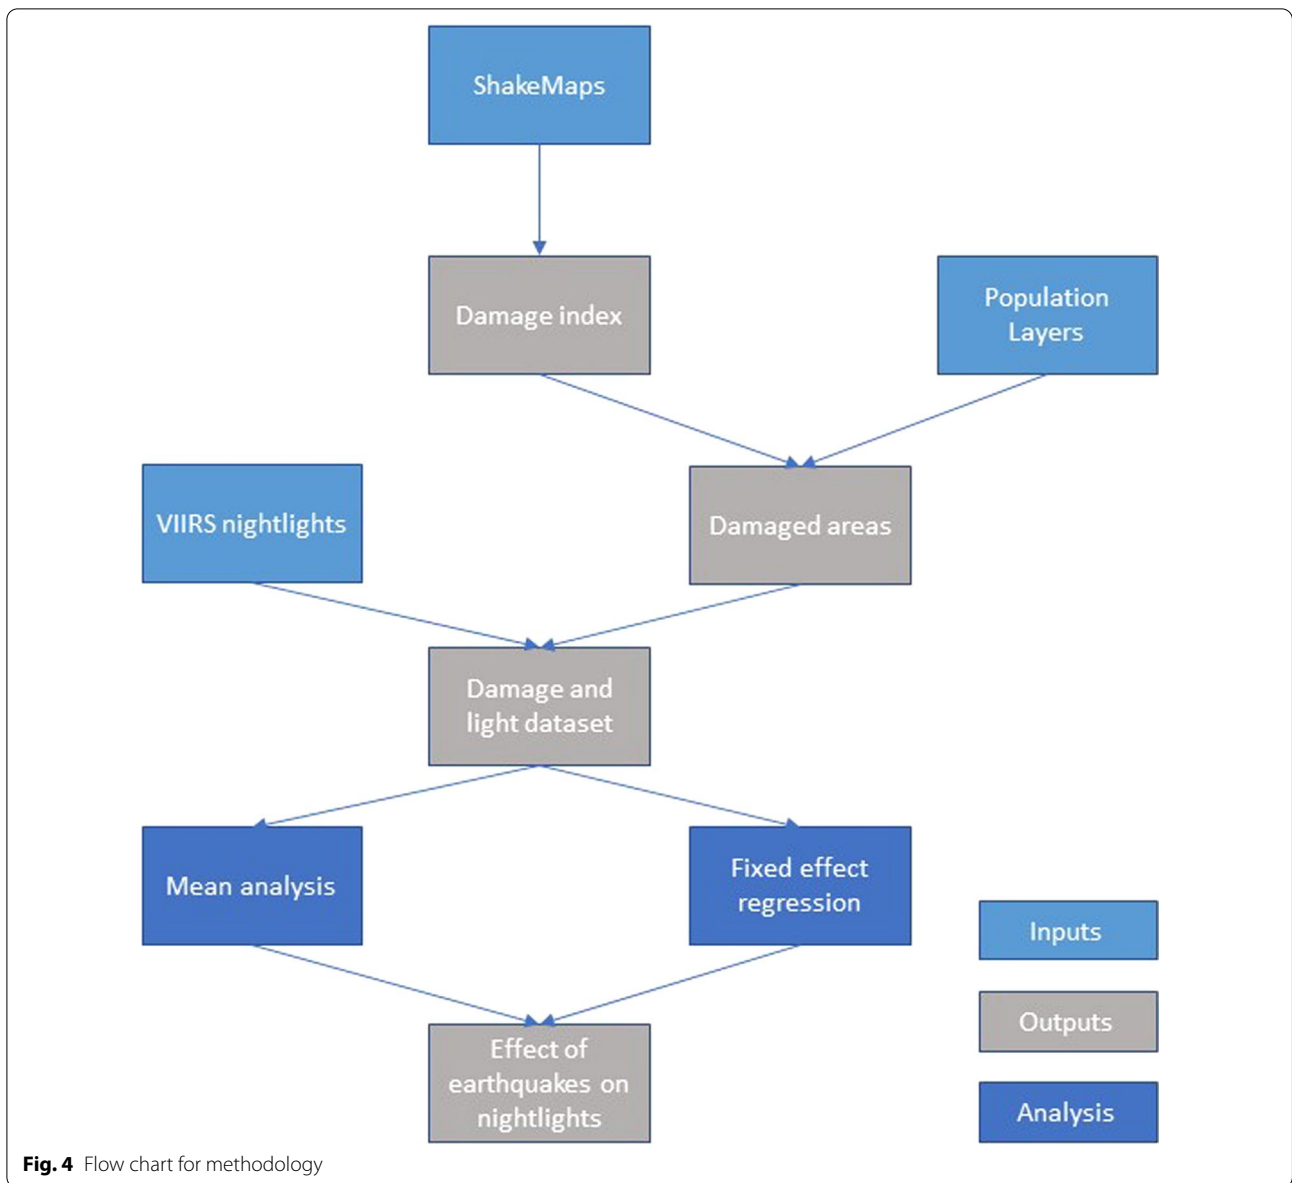 ShakeMaps
Damage index
Population
Layers
VIIRS nightlights
Damaged areas
Damage and
light dataset
Mean analysis
Fixed effect
regression
Inputs
Outputs
Effect of
earthquakes on
nightlights
Analysis
Fig. 4 Flow chart for methodology